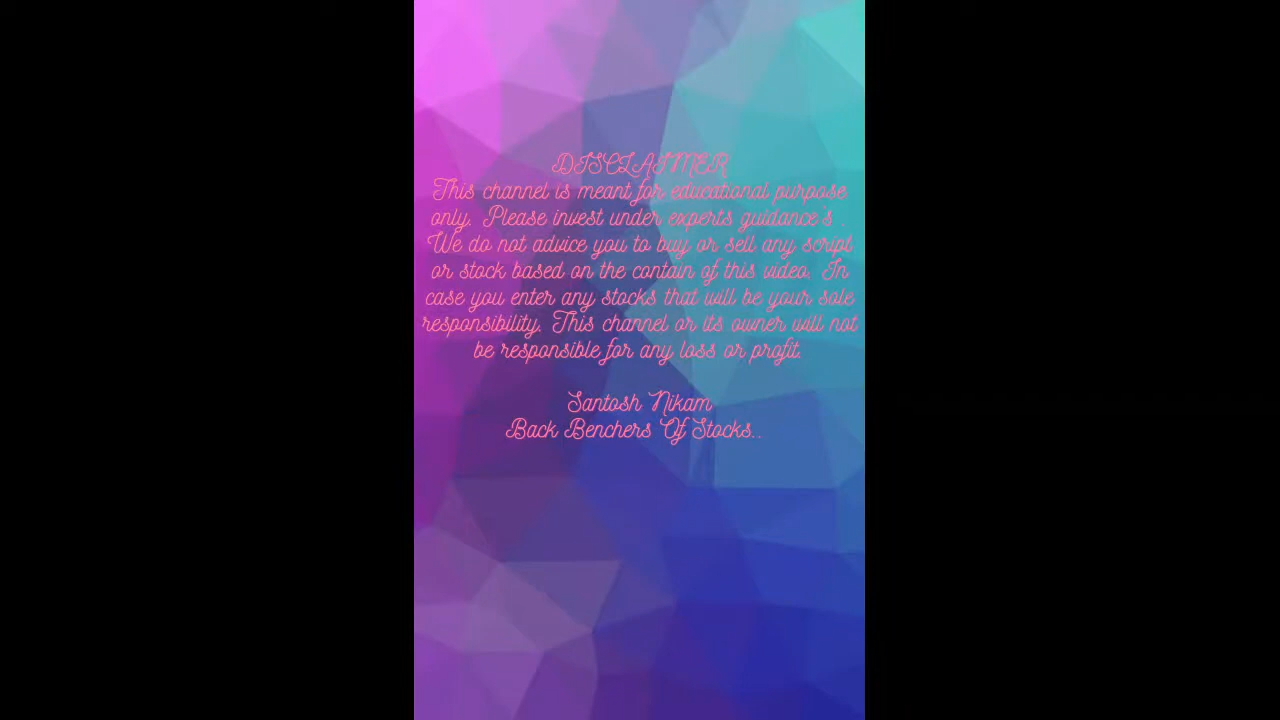 DISCLAIMER
This channel is meant for educational purpose
only. Please invest under experts guidance's .
We do not advice you to buy or sell any script
or stock based on the contain of this video. In
case you enter any stocks that will be your sole
responsibility. This channel or its owner will not
be responsible for any loss or profit.
Santosh Nikam
Back Benchers Of Stocks..